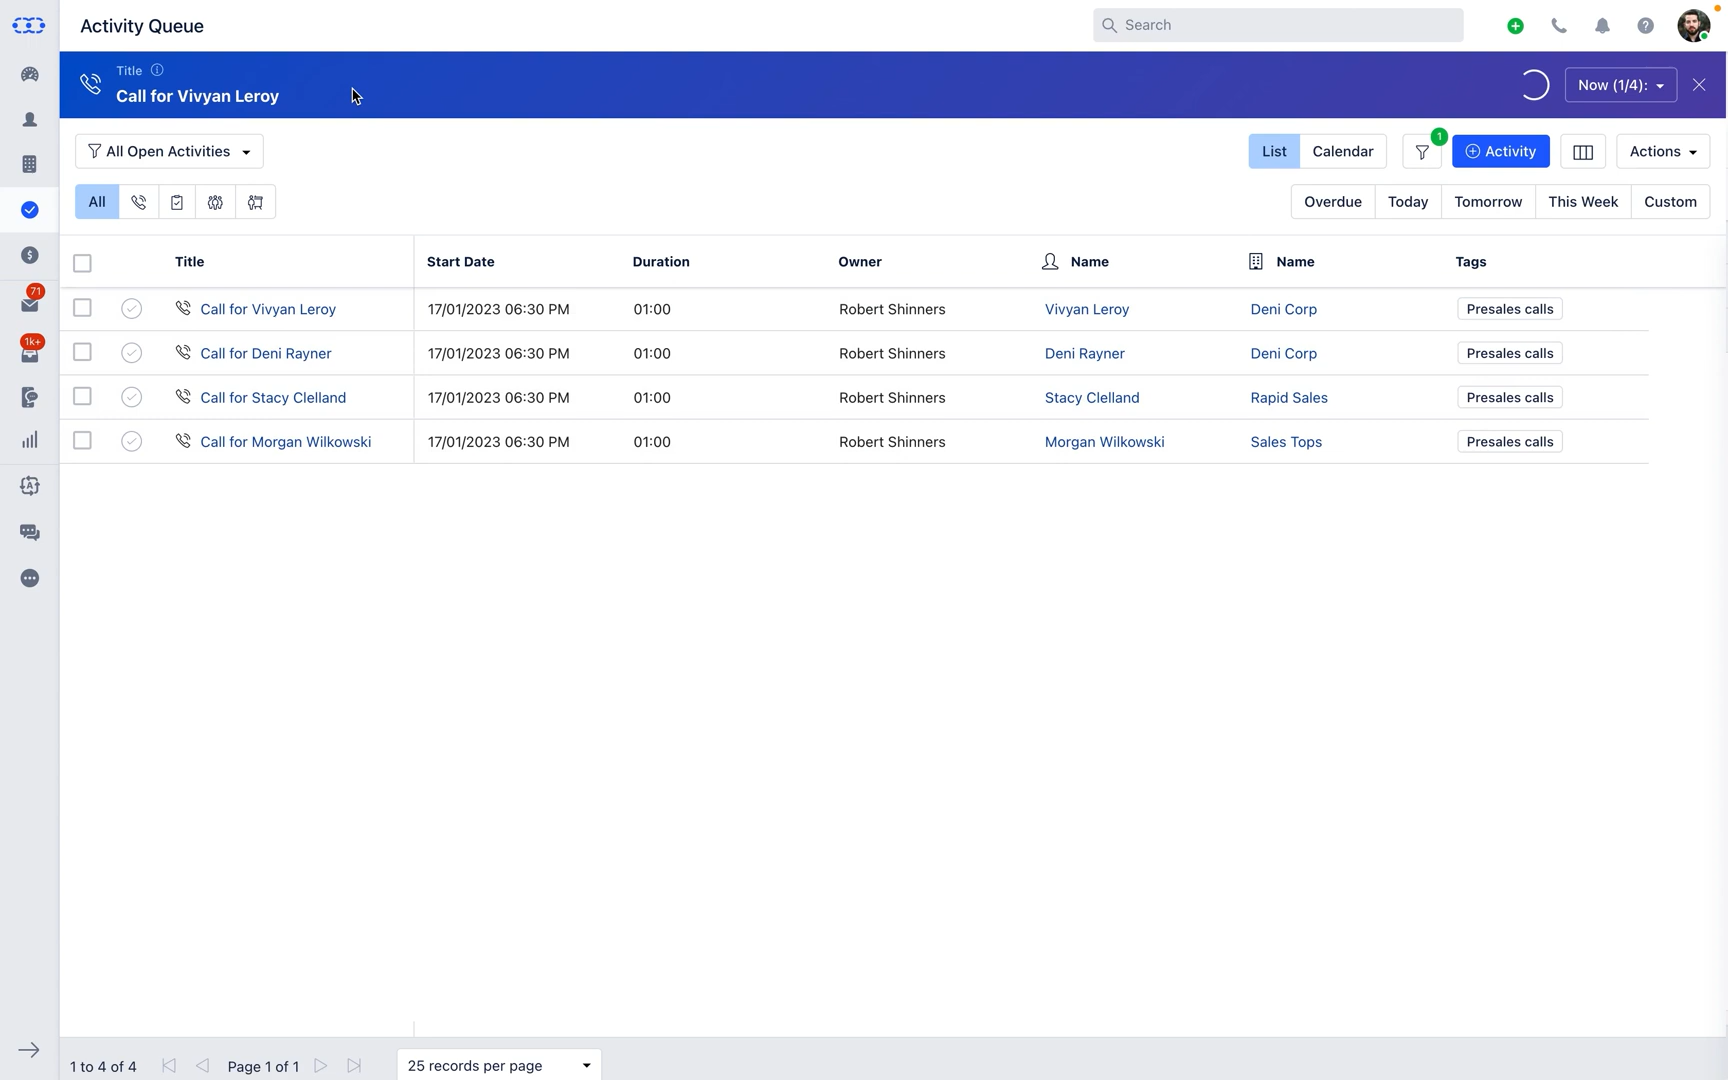 Activity Queue
Search
Title
Call for Vivyan Leroy
Now (1/4):
All Open Activities
List
Calendar
1
Activity
Actions
All
Overdue
Today
Tomorrow
This Week
Custom
Title
Start Date
Duration
Owner
Name
Name
Tags
Call for Vivyan Leroy 17/01/2023 06:30 PM 01:00 Robert Shinners Vivyan Leroy Deni Corp Presales calls
Call for Deni Rayner 17/01/2023 06:30 PM 01:00 Robert Shinners Deni Rayner Deni Corp Presales calls
Call for Stacy Clelland 17/01/2023 06:30 PM 01:00 Robert Shinners Stacy Clelland Rapid Sales Presales calls
Call for Morgan Wilkowski 17/01/2023 06:30 PM 01:00 Robert Shinners Morgan Wilkowski Sales Tops Presales calls
71
1k+
1 to 4 of 4
Page 1 of 1
25 records per page